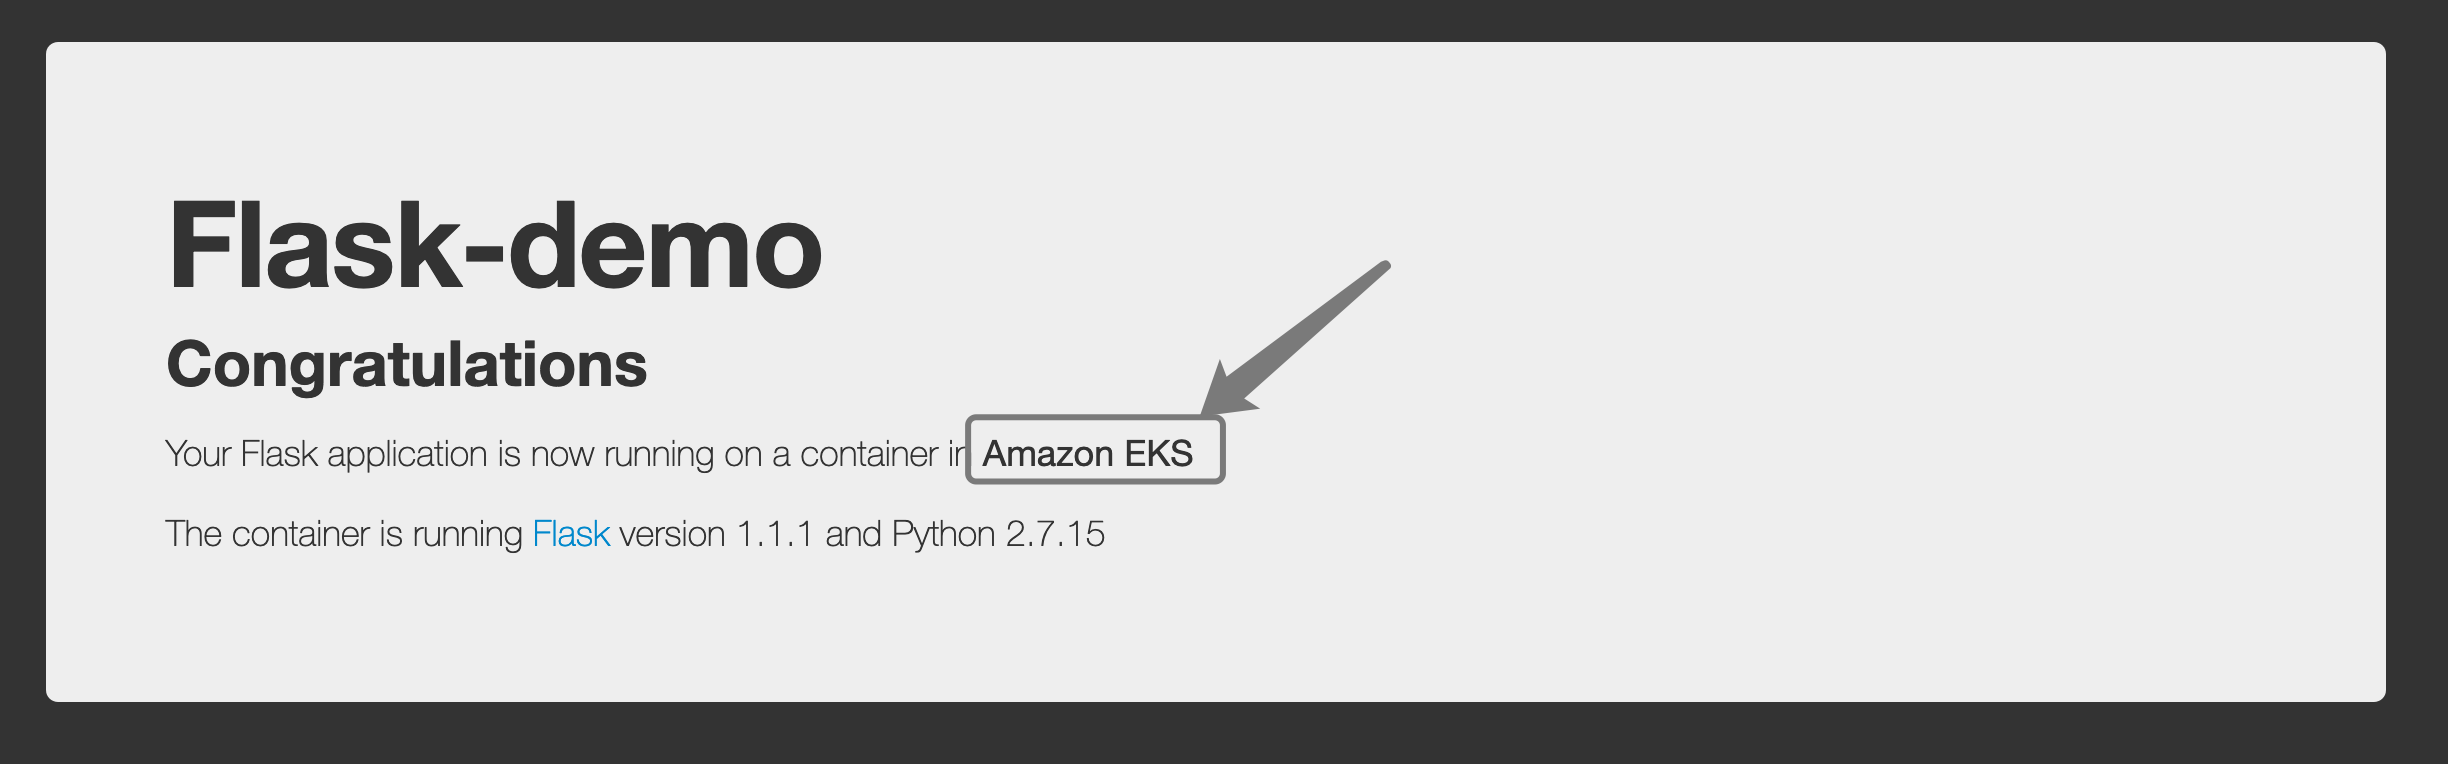 Flask-demo
Congratulations
Your Flask application is now running on a container in Amazon EKS
The container is running Flask version 1.1.1 and Python 2.7.15